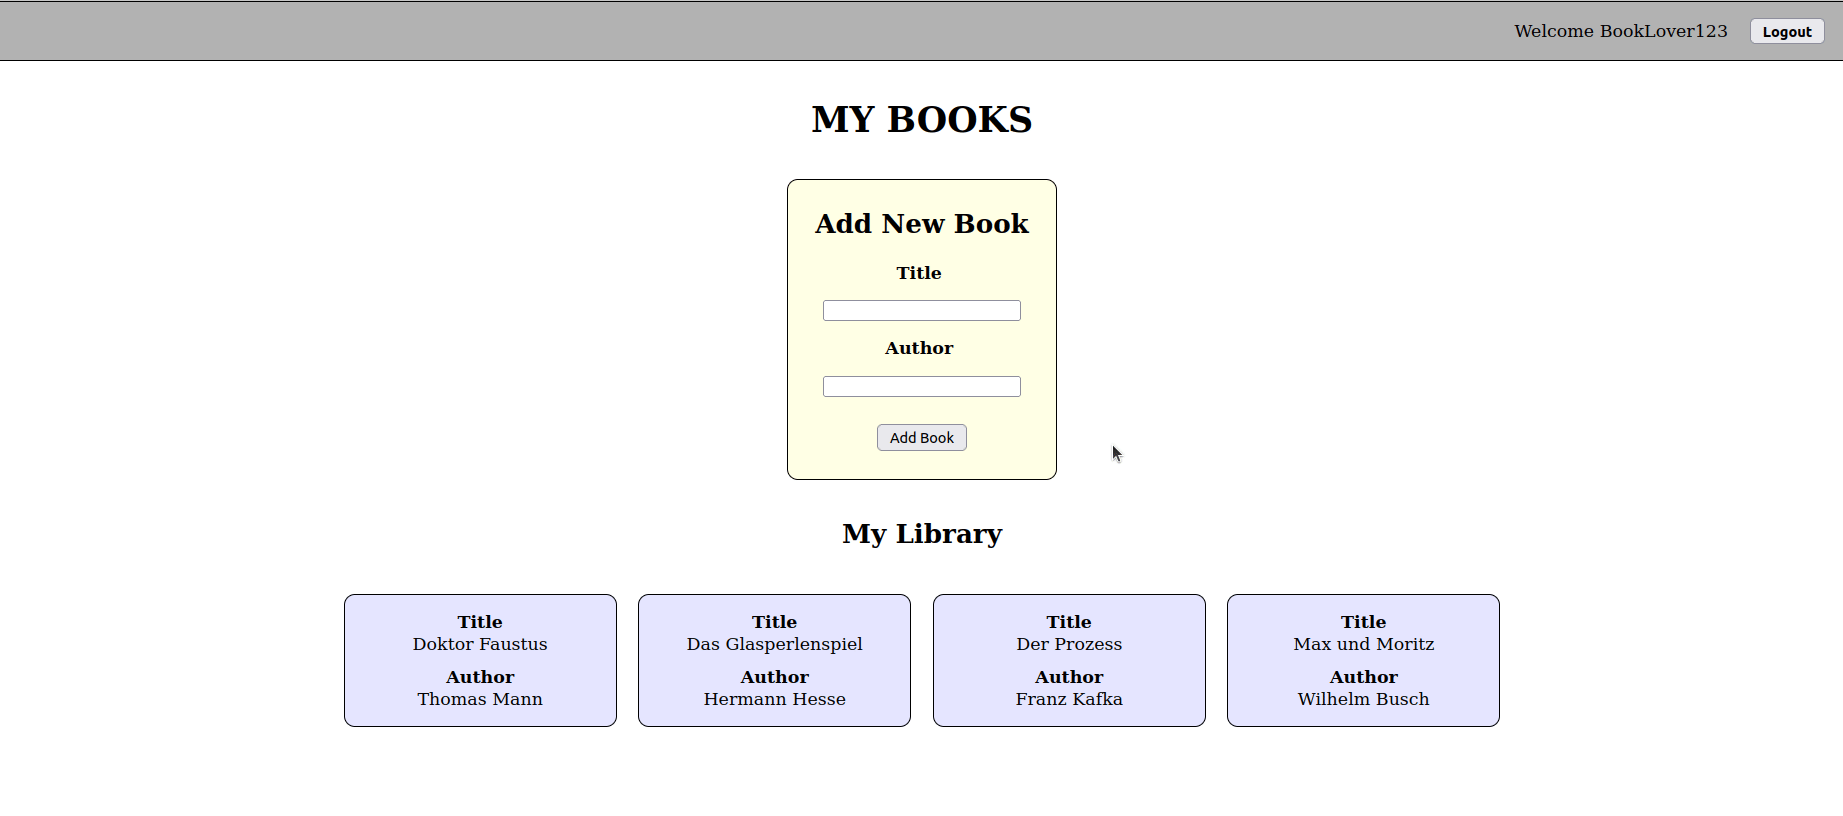 Welcome BookLover123 Logout
MY BOOKS
Add New Book
Title
Author
Add Book
My Library
Title
Doktor Faustus
Author
Thomas Mann
Title
Das Glasperlenspiel
Author
Hermann Hesse
Title
Der Prozess
Author
Franz Kafka
Title
Max und Moritz
Author
Wilhelm Busch